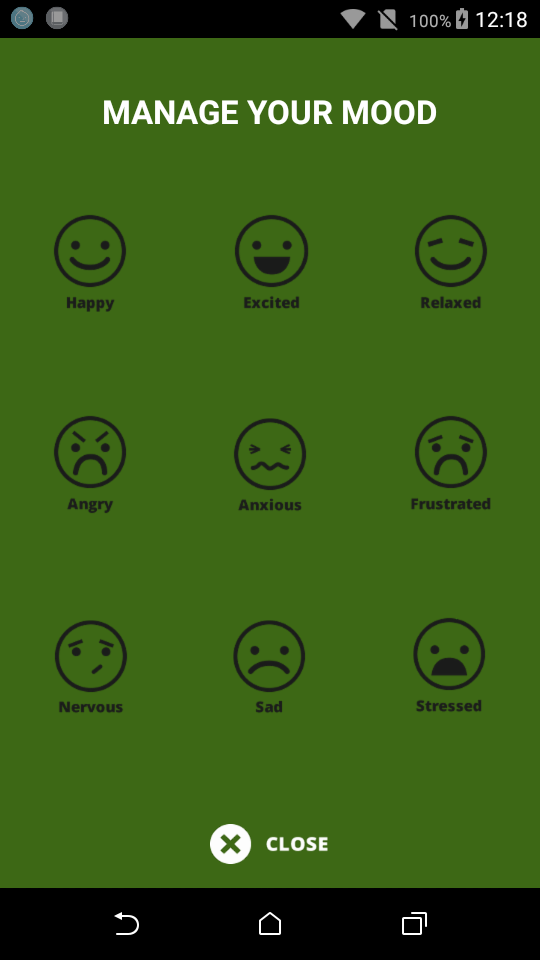 100% 12:18
MANAGE YOUR MOOD
Happy Excited Relaxed
Angry Anxious Frustrated
Nervous Sad Stressed
CLOSE